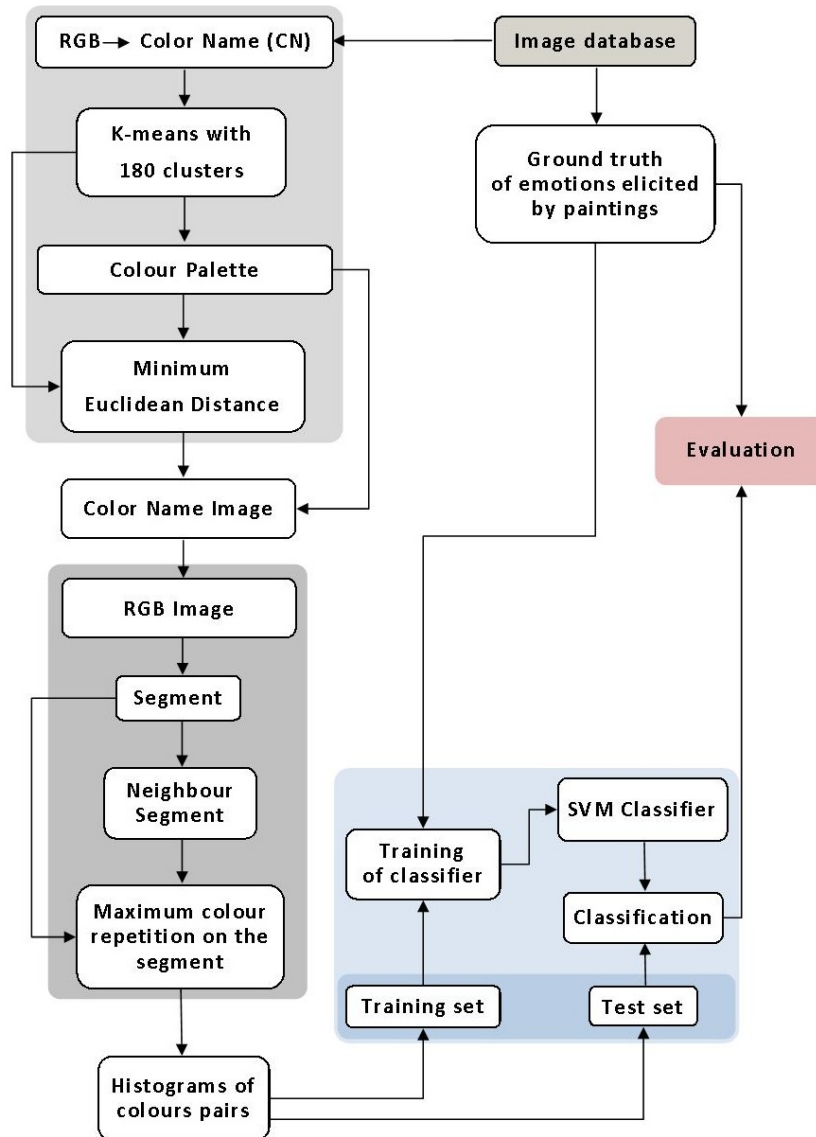 RGB→ Color Name (CN)
Image database
K-means with
180 clusters
Ground truth
of emotions elicited
by paintings
Colour Palette
Minimum
Euclidean Distance
Evaluation
Color Name Image
RGB Image
Segment
Neighbour
Segment
SVM Classifier
Training
of classifier
Maximum colour
repetition on the
segment
Classification
Training set
Test set
Histograms of
colours pairs